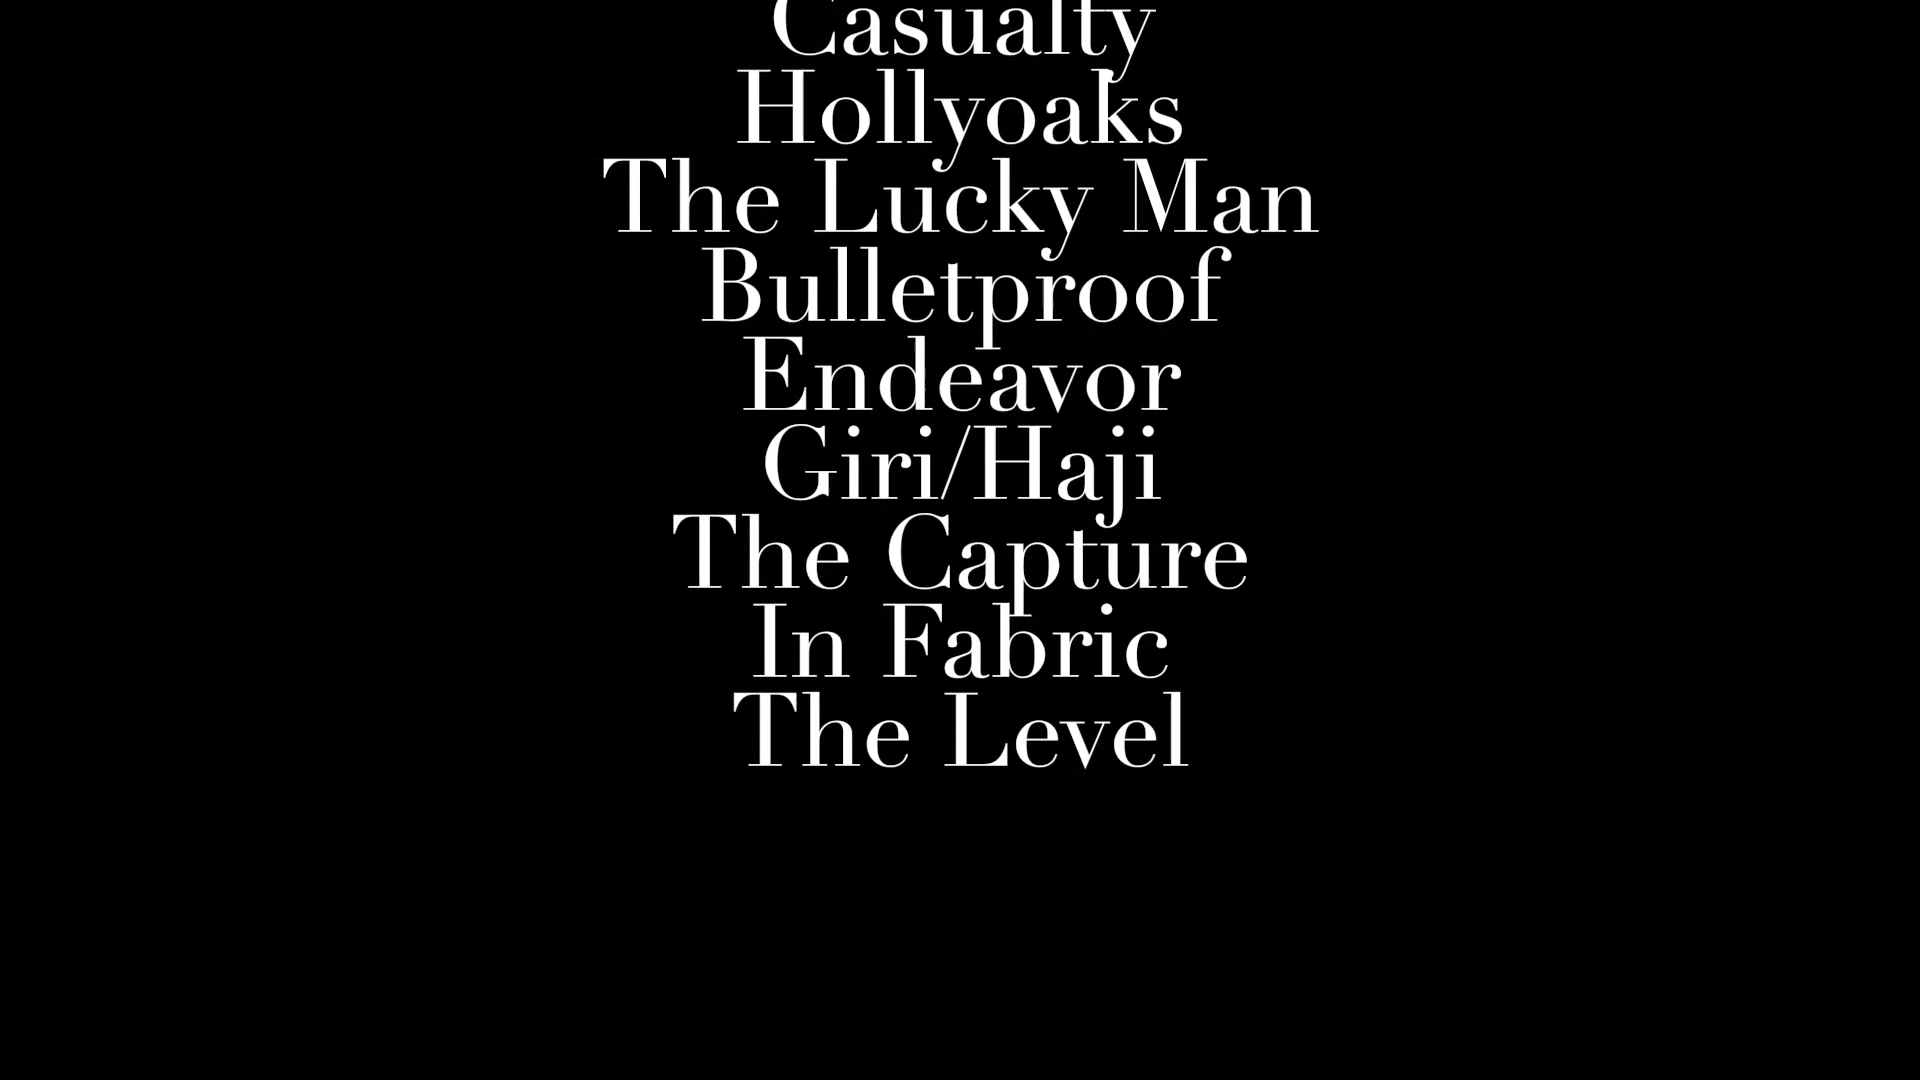 Casualty
Hollyoaks
The Lucky Man
Bulletproof
Endeavor
Giri/Haji
The Capture
In Fabric
The Level